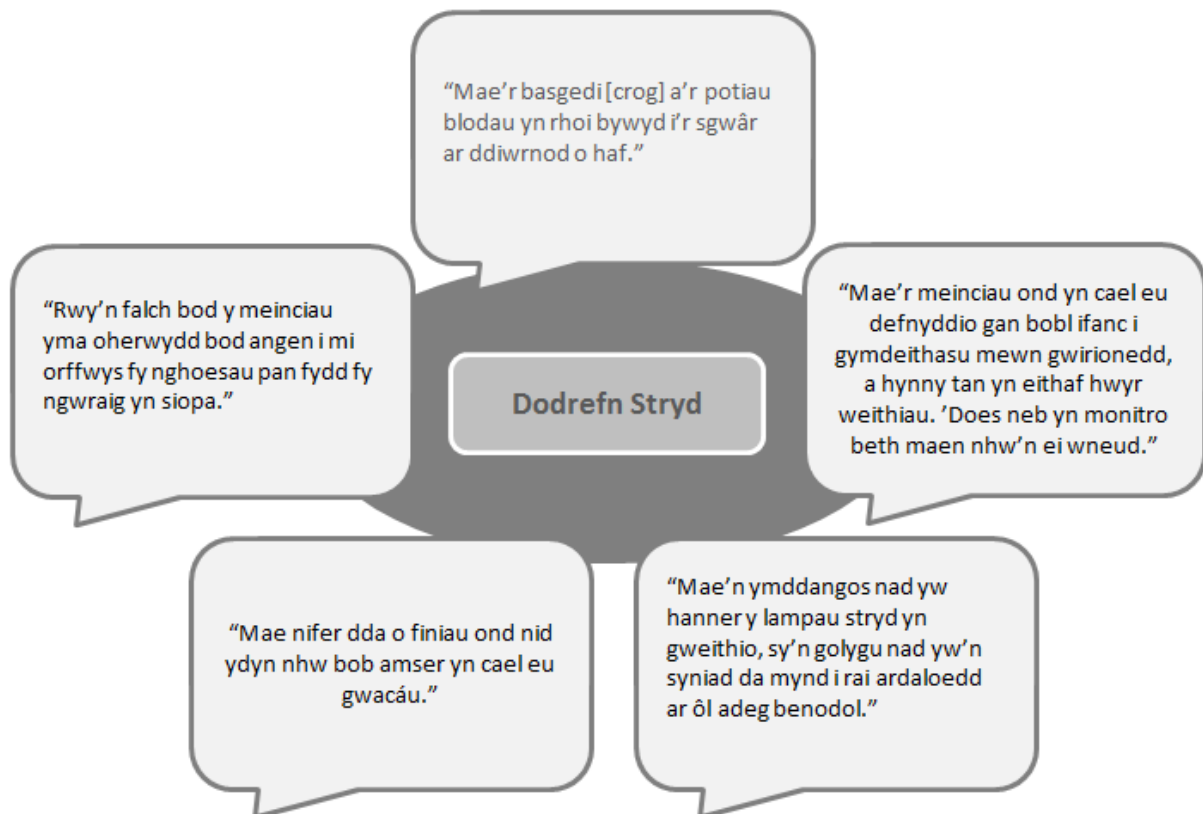 “Mae’r basgedi [crog] a’r potiau
blodau yn rhoi bywyd i’r sgwâr
ar ddiwrnod o haf.”
“Rwy’n falch bod y meinciau
yma oherwydd bod angen i mi
orffwys fy nghoesau pan fydd fy
ngwraig yn siopa.”
Dodrefn Stryd
“Mae’r meinciau ond yn cael eu
defnyddio gan bobl ifanc i
gymdeithasu mewn gwirionedd,
a hynny tan yn eithaf hwyr
weithiau. ’Does neb yn monitro
beth maen nhw’n ei wneud.”
“Mae nifer dda o finiau ond nid
ydyn nhw bob amser yn cael eu
gwacáu.”
“Mae’n ymddangos nad yw
hanner y lampau stryd yn
gweithio, sy’n golygu nad yw’n
syniad da mynd i rai ardaloedd
ar ôl adeg benodol.”